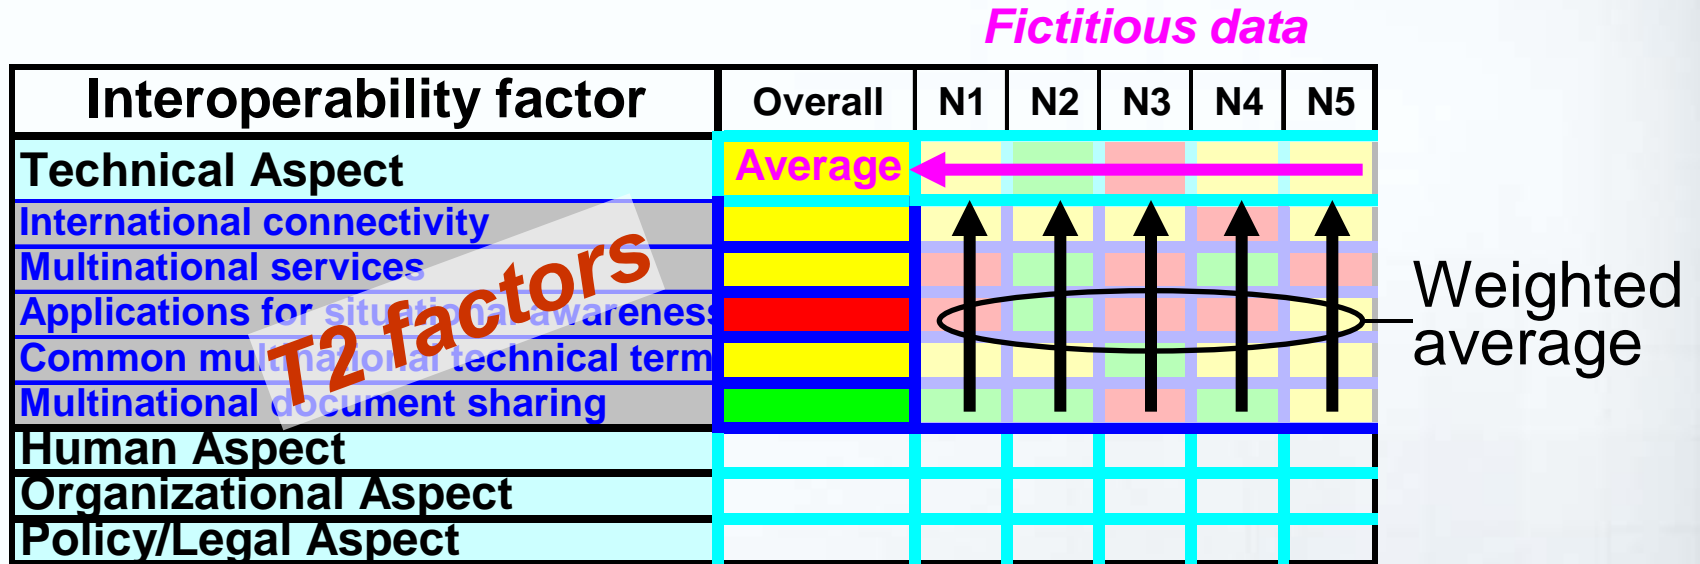 Fictitious data
Interoperability factor Overall N1 N2 N3 N4 N5
Technical Aspect Average
International connectivity
Multinational services
Applications for situational awareness
Common multinational technical term
Multinational document sharing
T2 factors
Human Aspect
Organizational Aspect
Policy/Legal Aspect
Weighted
average